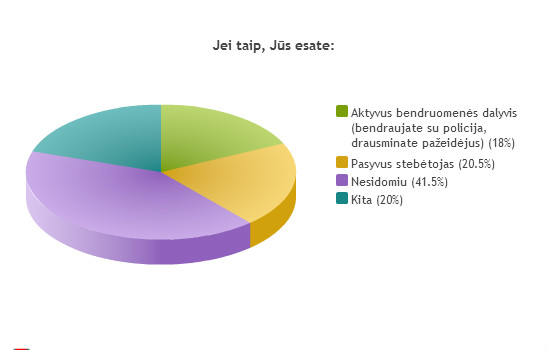 Jei taip, Jūs esate:
Aktyvus bendruomenės dalyvis
(bendraujate su policija,
drausminate pažeidėjus) (18%)
Pasyvus stebėtojas (20.5%)
Nesidomiu (41.5%)
Kita (20%)